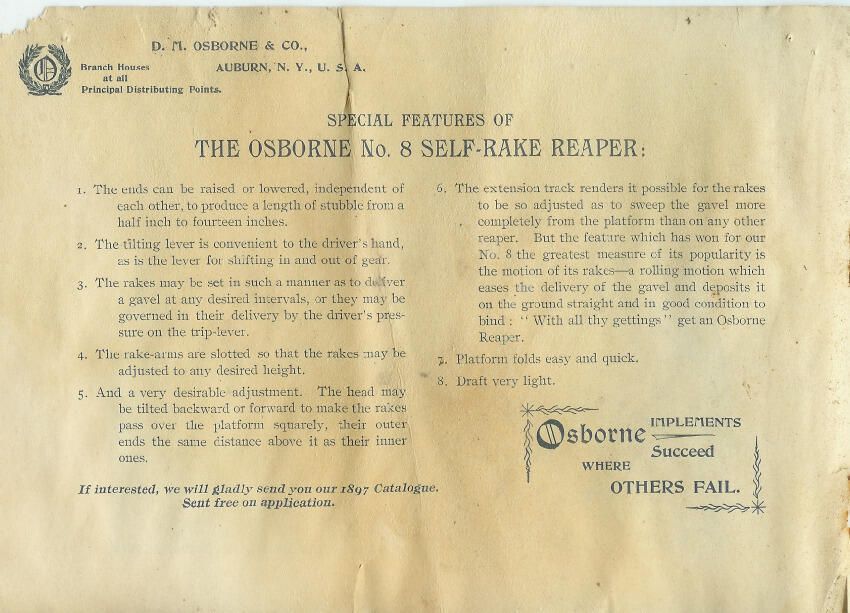 D. M. OSBORNE & CO.,
AUBURN, N. Y., U. S. A.
Branch Houses
at all
Principal Distributing Points.
O
SPECIAL FEATURES OF
THE OSBORNE No. 8 SELF-RAKE REAPER:
1. The ends can be raised or lowered, independent of
each other, to produce a length of stubble from a
half inch to fourteen inches.
2. The tilting lever is convenient to the driver's hand,
as is the lever for shifting in and out of gear.
3. The rakes may be set in such a manner as to deliver
a gavel at any desired intervals, or they may be
governed in their delivery by the driver's pres-
sure on the trip-lever.
4. The rake-arms are slotted so that the rakes may be
adjusted to any desired height.
5. And a very desirable adjustment. The head may
be tilted backward or forward to make the rakes
pass over the platform squarely, their outer
ends the same distance above it as their inner
ones.
If interested, we will gladly send you our 1897 Catalogue.
Sent free on application.
6. The extension track renders it possible for the rakes
to be so adjusted as to sweep the gavel more
completely from the platform than on any other
reaper. But the feature which has won for our
No. 8 the greatest measure of its popularity is
the motion of its rakes—a rolling motion which
eases the delivery of the gavel and deposits it
on the ground straight and in good condition to
bind: "With all thy gettings" get an Osborne
Reaper.
7. Platform folds easy and quick.
8. Draft very light.
Osborne IMPLEMENTS
Succeed
WHERE
OTHERS FAIL.